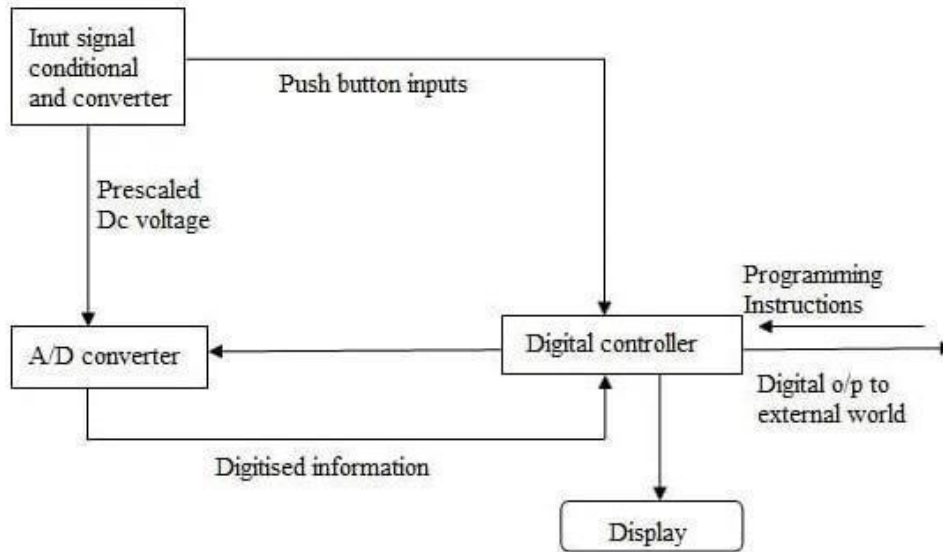 Inut signal
conditional
and converter
Push button inputs
Prescaled
Dc voltage
Programming
Instructions
A/D converter
Digital controller
Digital o/p to
external world
Digitised information
Display